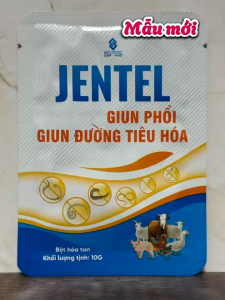 Mẫu mới
JENTEL
GIUN PHỔI
GIUN ĐƯỜNG TIÊU HÓA
Bột hòa tan
Khối lượng tịnh: 10G